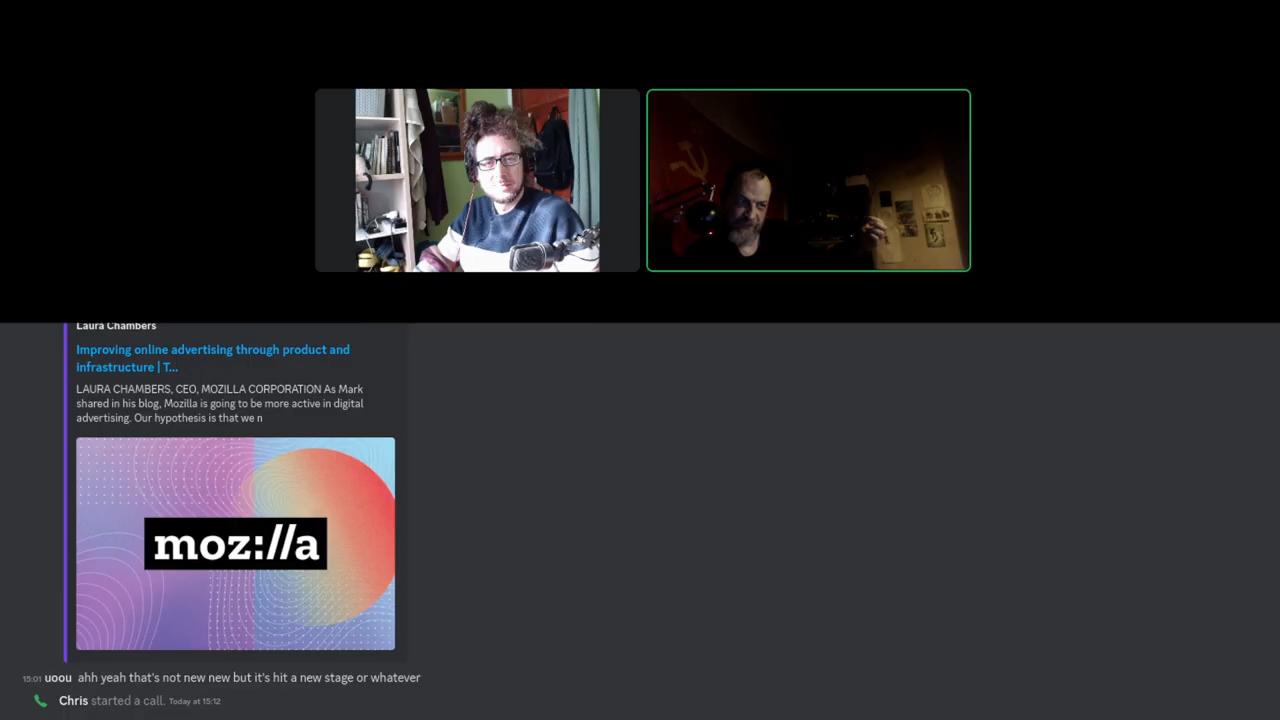 Laura Chambers
Improving online advertising through product and
infrastructure | T...
LAURA CHAMBERS, CEO, MOZILLA CORPORATION As Mark
shared in his blog, Mozilla is going to be more active in digital
advertising. Our hypothesis is that we n
moz://a
15:01 uoou ahh yeah that's not new new but it's hit a new stage or whatever
Chris started a call. Today at 15:12